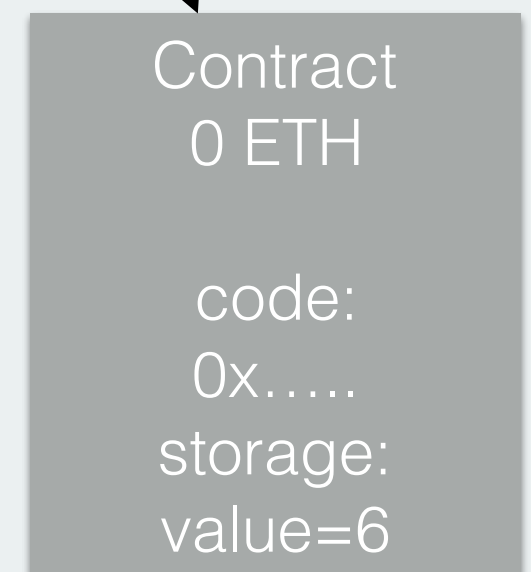 Contract
0 ETH
code:
0x.....
storage:
value=6